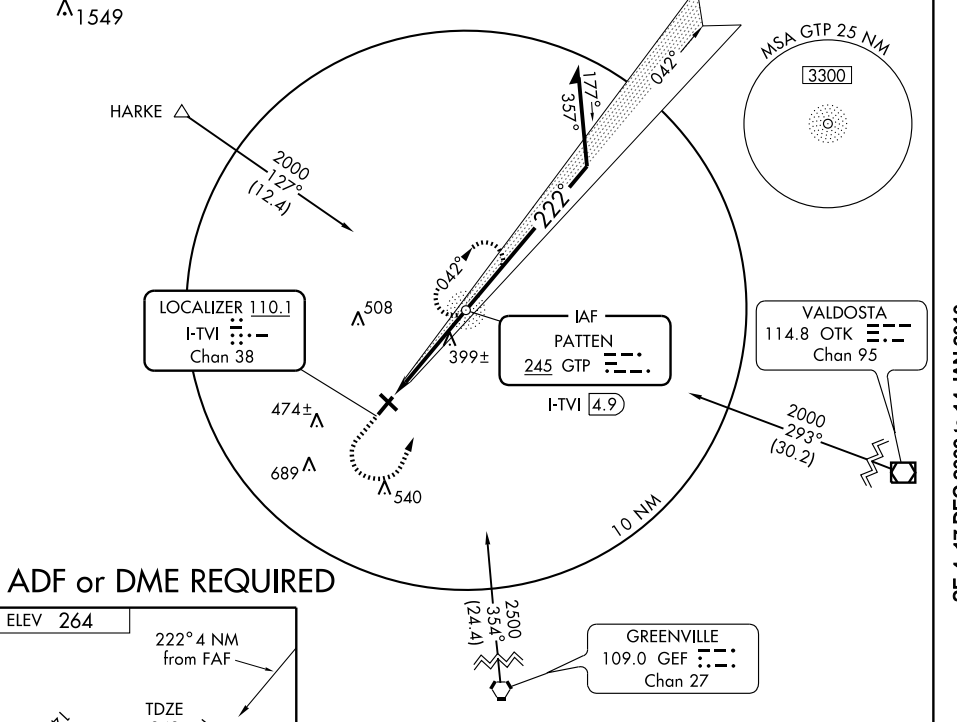 1549
MSA GTP 25 NM
3300
HARKE
2000
127°
(12.4)
177°
357°
042°
222°
042°
LOCALIZER 110.1
I-TVI
Chan 38
508
399±
IAF
PATTEN
245 GTP
I-TVI 4.9
VALDOSTA
114.8 OTK
Chan 95
2000
293°
(30.2)
474±
689
540
10 NM
2500
354°
(24.4)
GREENVILLE
109.0 GEF
Chan 27
ADF or DME REQUIRED
ELEV 264
222° 4 NM
from FAF
TDZE